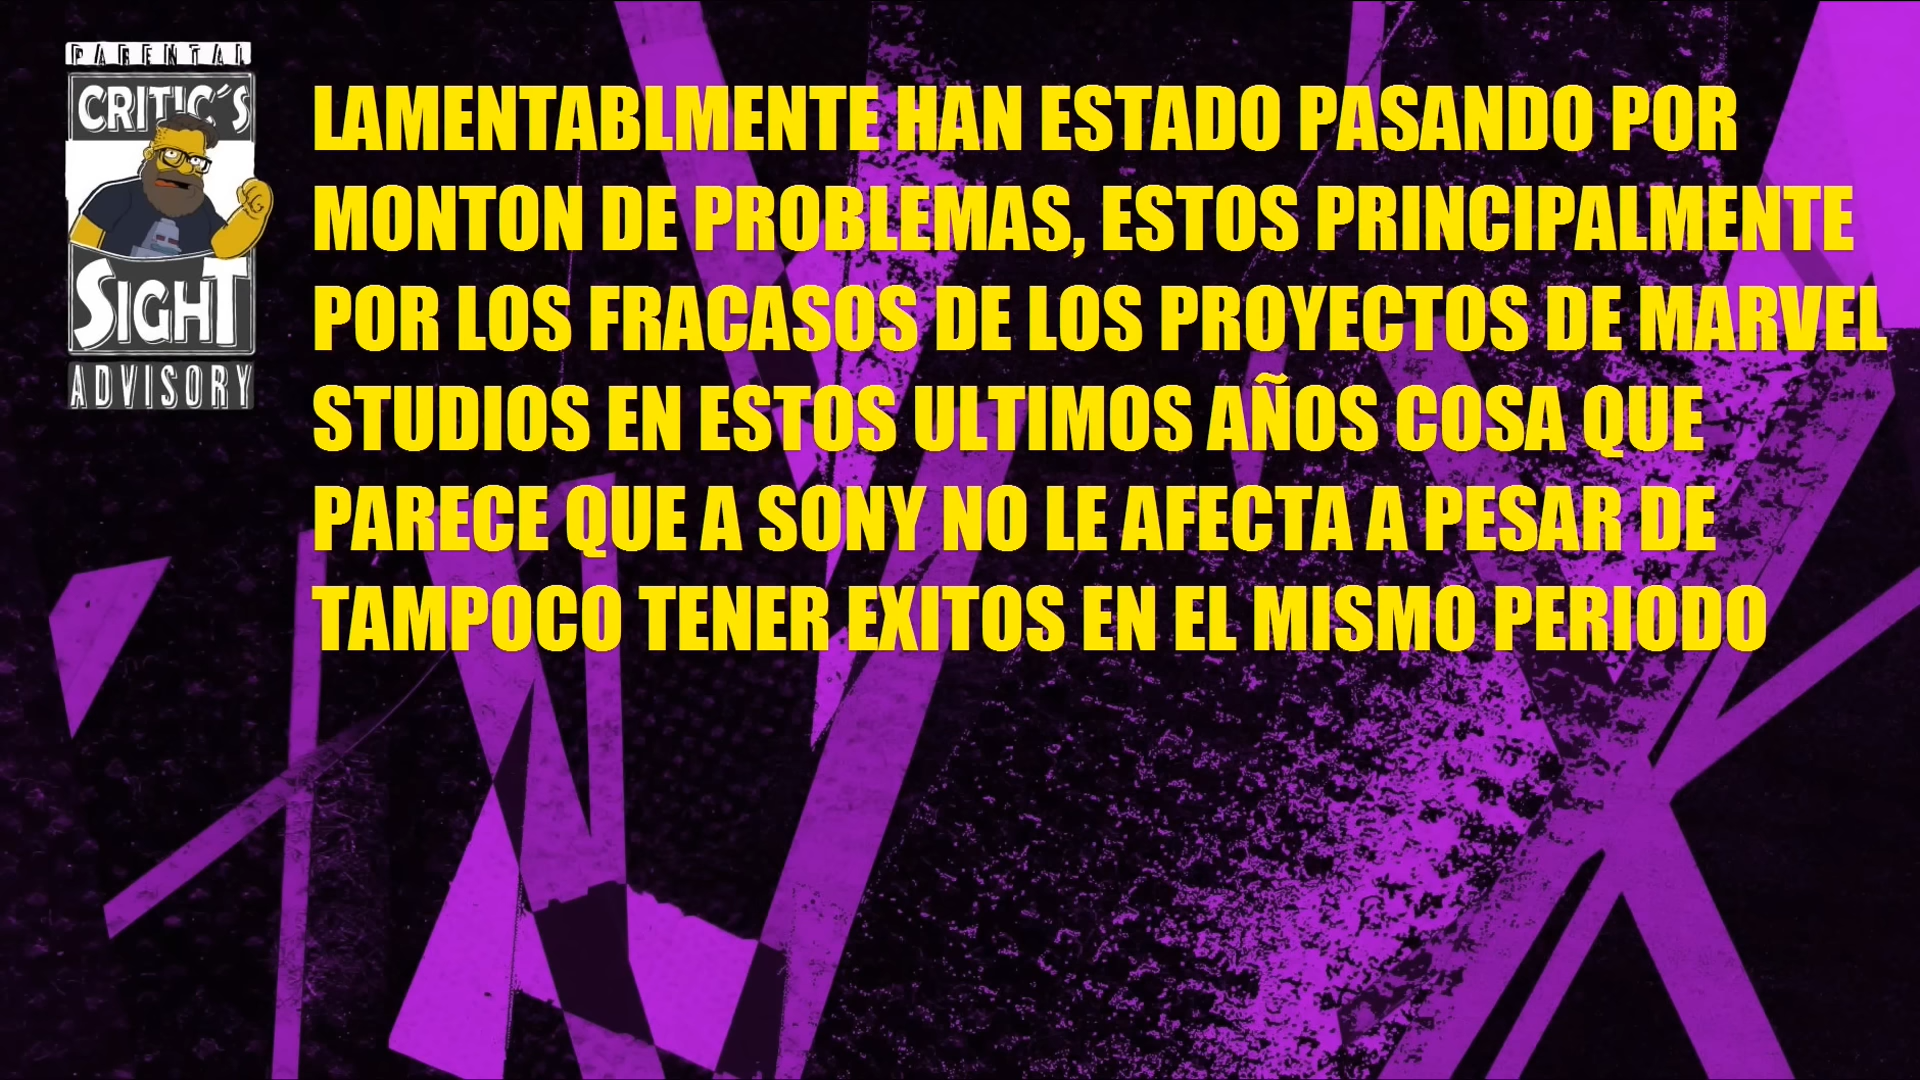 PARENTAL
CRITIC´S
SIGHT
ADVISORY
LAMENTABLMENTE HAN ESTADO PASANDO POR
MONTON DE PROBLEMAS, ESTOS PRINCIPALMENTE
POR LOS FRACASOS DE LOS PROYECTOS DE MARVEL
STUDIOS EN ESTOS ULTIMOS AÑOS COSA QUE
PARECE QUE A SONY NO LE AFECTA A PESAR DE
TAMPOCO TENER EXITOS EN EL MISMO PERIODO